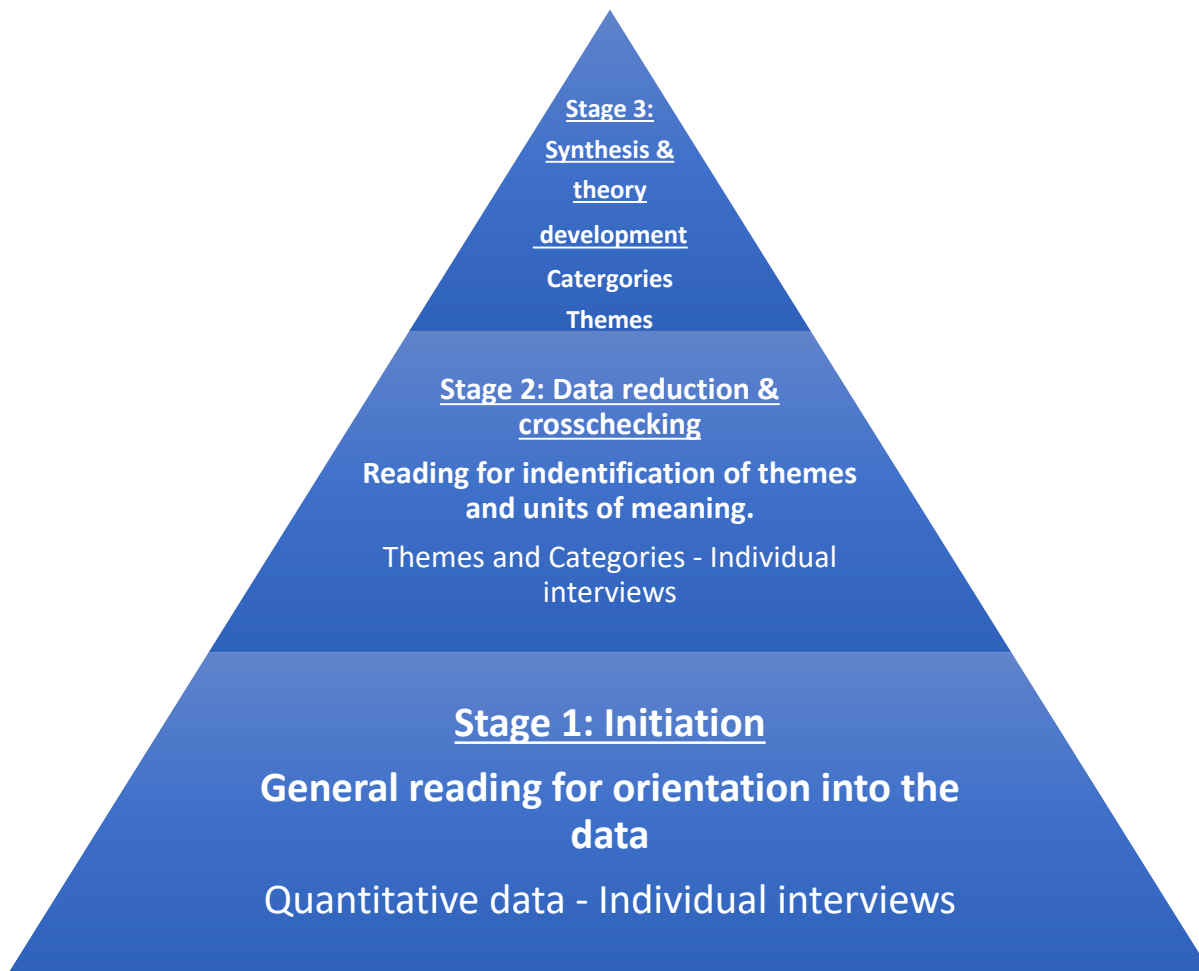 Stage 3:
Synthesis &
theory
development
Catergories
Themes
Stage 2: Data reduction &
crosschecking
Reading for indentification of themes
and units of meaning.
Themes and Categories - Individual
interviews
Stage 1: Initiation
General reading for orientation into the
data
Quantitative data - Individual interviews